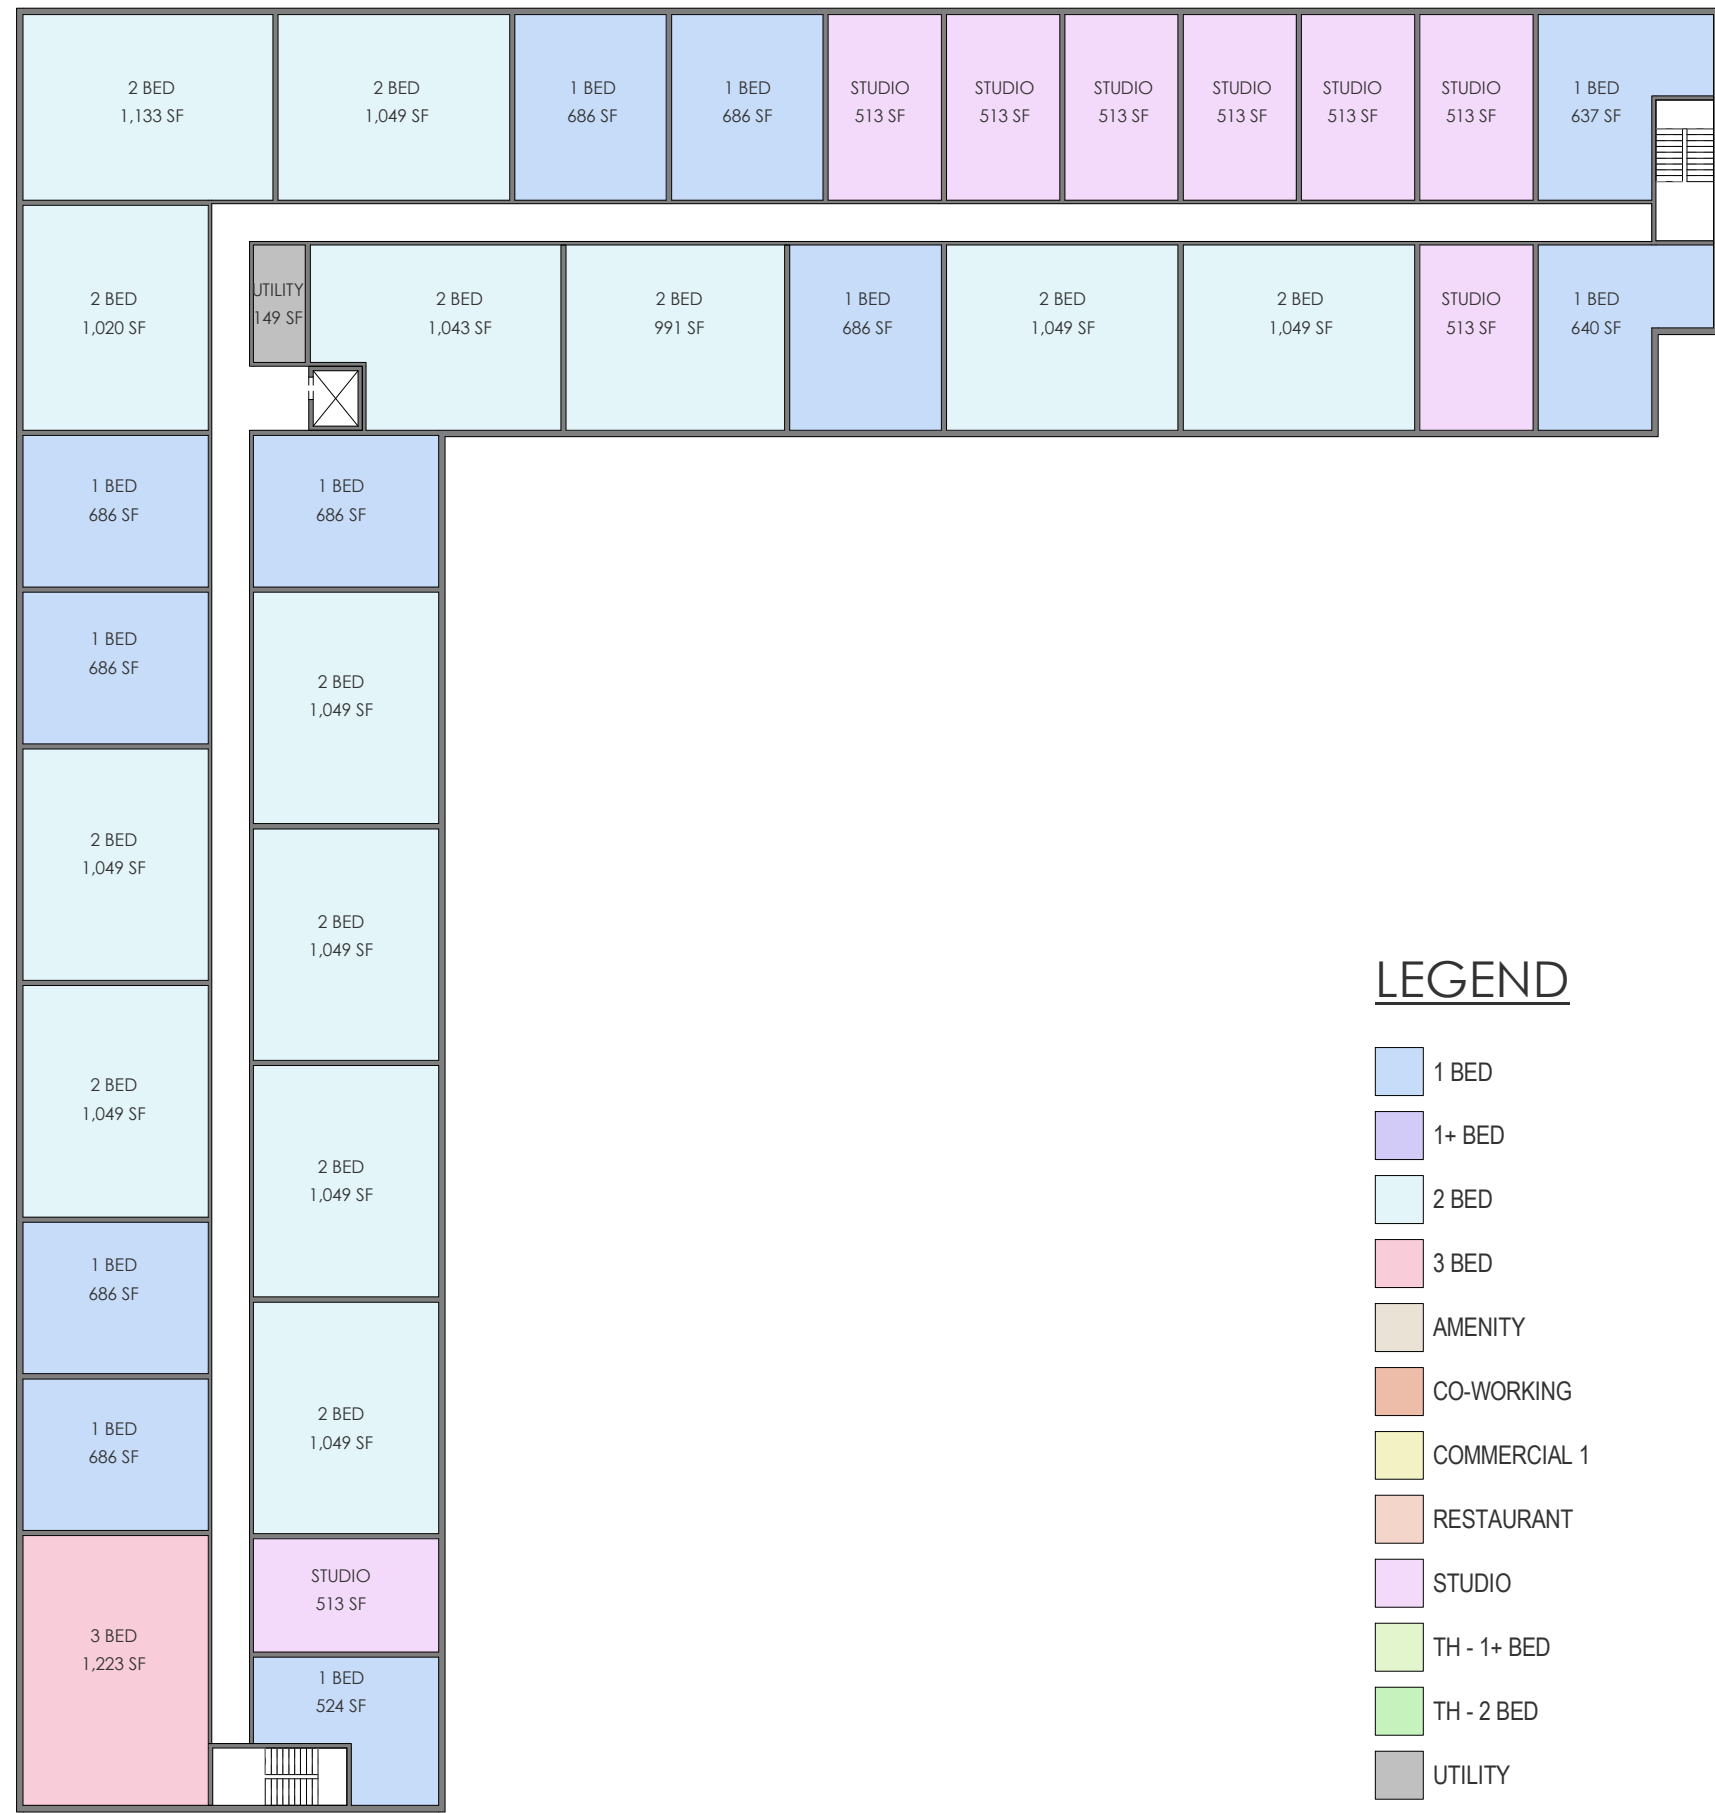 2 BED
1,133 SF
2 BED
1,049 SF
1 BED
686 SF
1 BED
686 SF
STUDIO
513 SF
STUDIO
513 SF
STUDIO
513 SF
STUDIO
513 SF
STUDIO
513 SF
STUDIO
513 SF
1 BED
637 SF
2 BED
1,020 SF
UTILITY
149 SF
2 BED
1,043 SF
2 BED
991 SF
1 BED
686 SF
2 BED
1,049 SF
2 BED
1,049 SF
STUDIO
513 SF
1 BED
640 SF
1 BED
686 SF
1 BED
686 SF
1 BED
686 SF
2 BED
1,049 SF
2 BED
1,049 SF
2 BED
1,049 SF
2 BED
1,049 SF
2 BED
1,049 SF
1 BED
686 SF
2 BED
1,049 SF
1 BED
686 SF
STUDIO
513 SF
3 BED
1,223 SF
1 BED
524 SF
LEGEND
1 BED
1+ BED
2 BED
3 BED
AMENITY
CO-WORKING
COMMERCIAL 1
RESTAURANT
STUDIO
TH - 1+ BED
TH - 2 BED
UTILITY